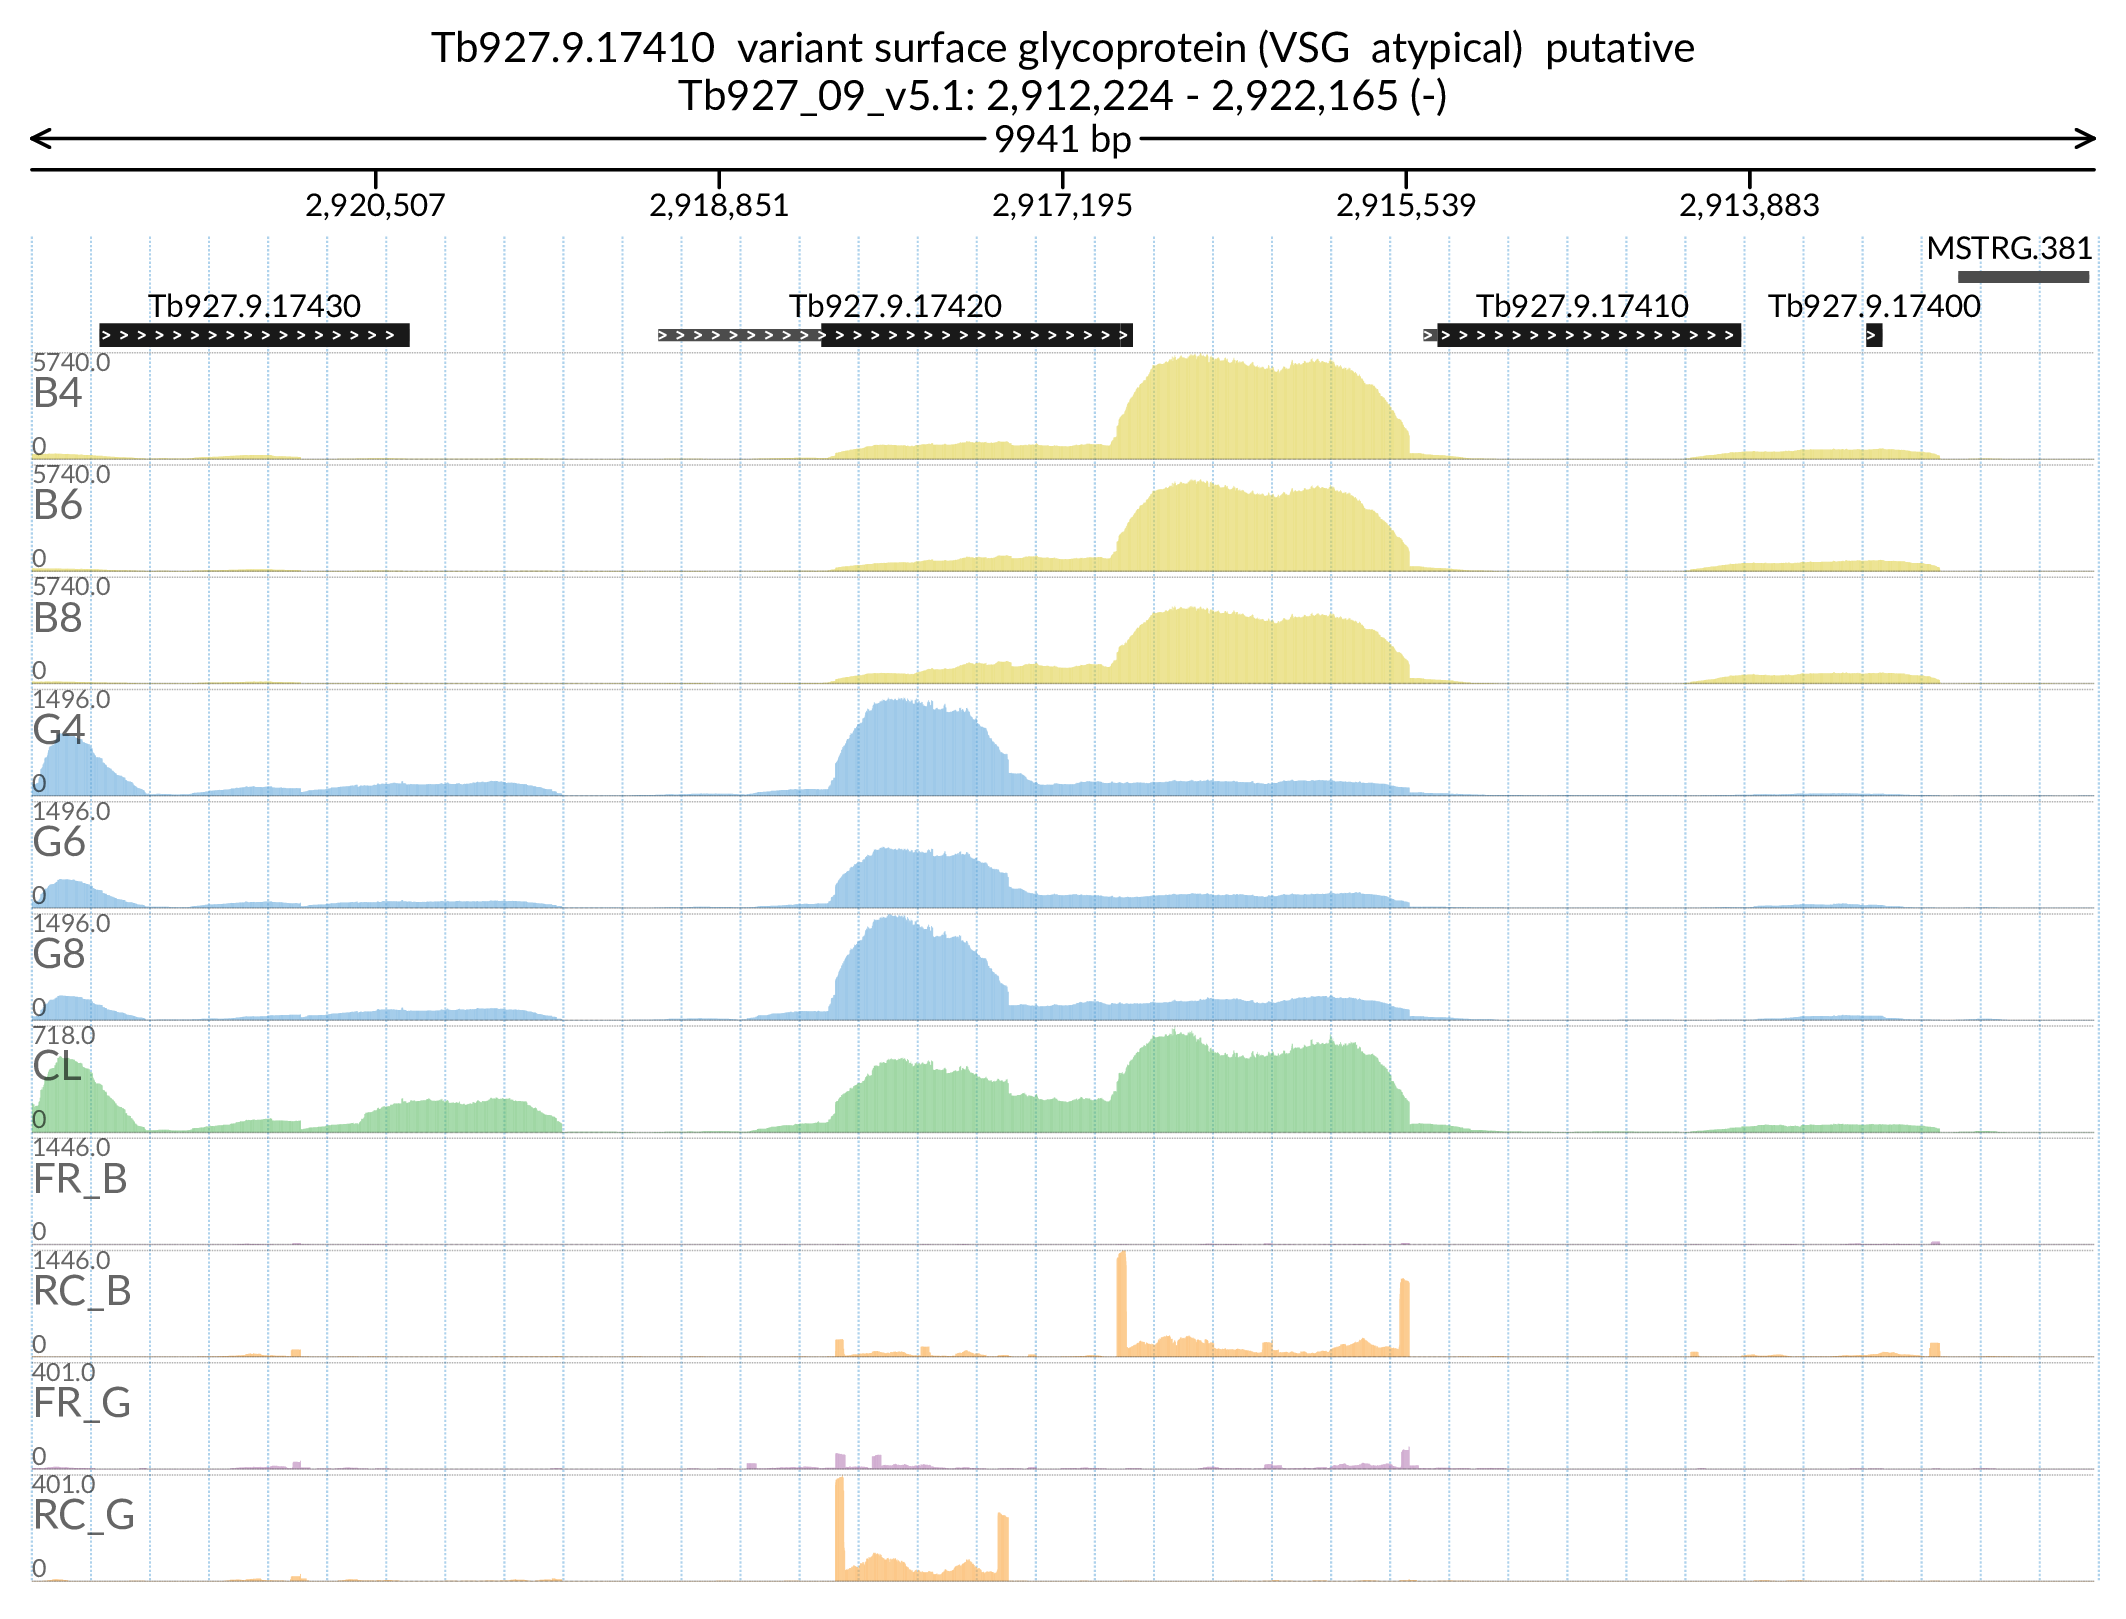 Tb927.9.17410  variant surface glycoprotein (VSG  atypical)  putative
Tb927_09_v5.1: 2,912,224 - 2,922,165 (-)
9941 bp
2,920,507 2,918,851 2,917,195 2,915,539 2,913,883
MSTRG.381
Tb927.9.17430 Tb927.9.17420 Tb927.9.17410 Tb927.9.17400
5740.0
B4
0
5740.0
B6
0
5740.0
B8
0
1496.0
G4
0
1496.0
G6
0
1496.0
G8
0
718.0
CL
0
1446.0
FR_B
0
1446.0
RC_B
0
401.0
FR_G
0
401.0
RC_G
0